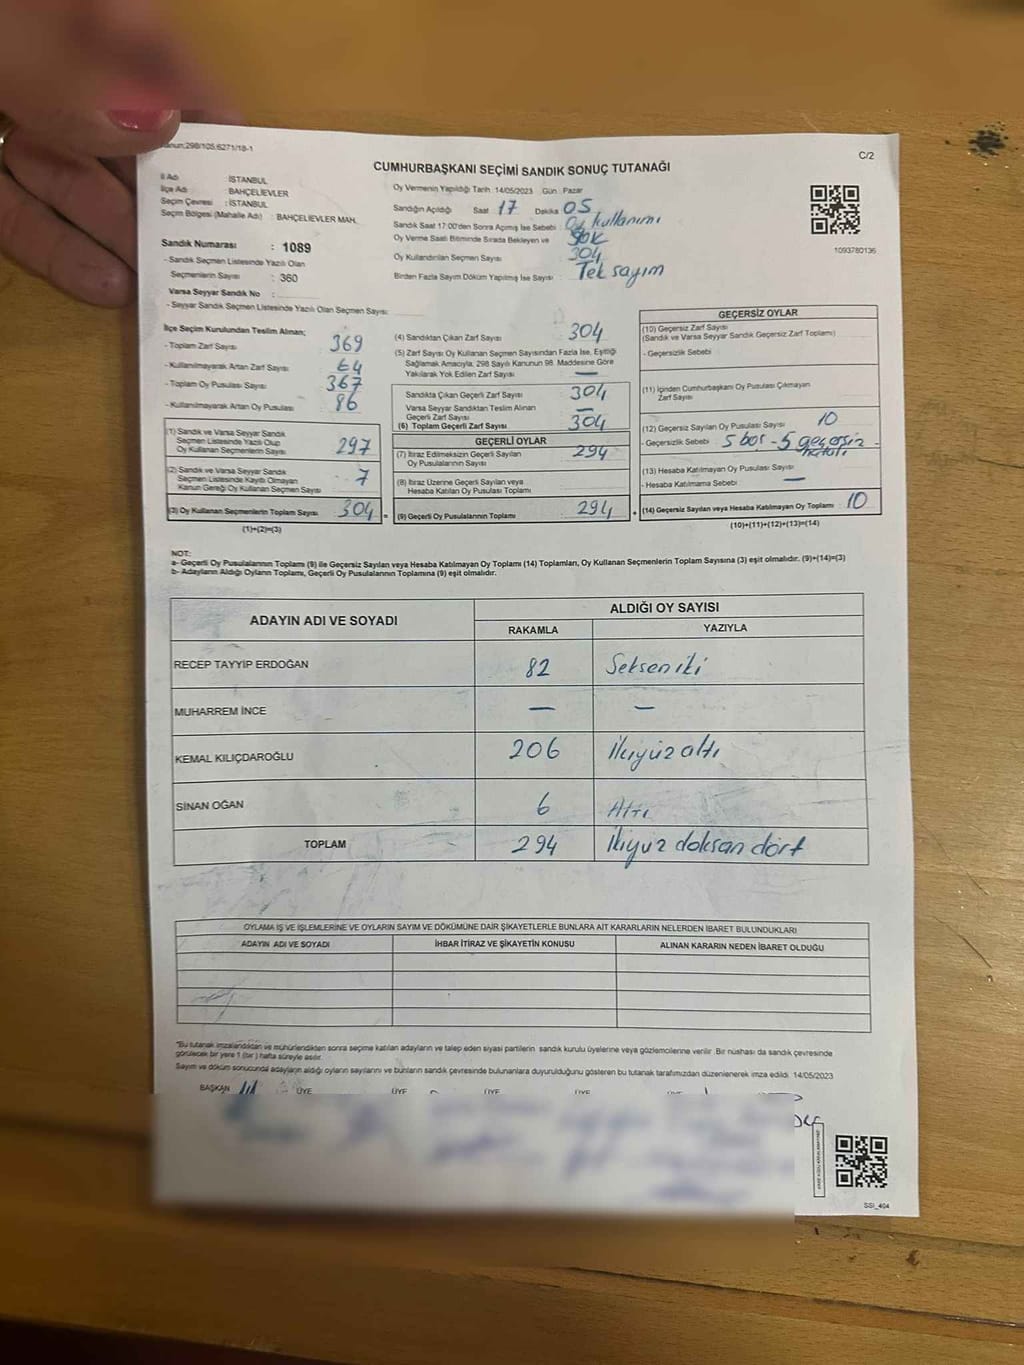 298/105,6271/18-1
C/2
CUMHURBAŞKANI SEÇİMİ SANDIK SONUÇ TUTANAĞI
İl Adı : İSTANBUL
İlçe Adı : BAHÇELİEVLER
Seçim Çevresi : İSTANBUL
Seçim Bölgesi (Mahalle Adı) : BAHÇELİEVLER MAH.
Sandık Numarası : 1089
- Sandık Seçmen Listesinde Yazılı Olan
Seçmenlerin Sayısı : 360
Varsa Seyyar Sandık No :
- Seyyar Sandık Seçmen Listesinde Yazılı Olan Seçmen Sayısı:
Oy Vermenin Yapıldığı Tarih 14/05/2023 Gün Pazar
Sandığın Açıldığı Saat 17 Dakika 05
Sandık Saat 17:00'den Sonra Açılmış İse Sebebi : Oy kullanımı
Oy Verme Saati Bitiminde Sırada Bekleyen ve yok
Oy Kullandırılan Seçmen Sayısı : 304
Birden Fazla Sayım Döküm Yapılmış İse Sayısı : Tek sayım
1093780136
İlçe Seçim Kurulundan Teslim Alınan;
- Toplam Zarf Sayısı 369
- Kullanılmayarak Artan Zarf Sayısı 64
- Toplam Oy Pusulası Sayısı 367
- Kullanılmayarak Artan Oy Pusulası 86
(1) Sandık ve Varsa Seyyar Sandık
Seçmen Listesinde Yazılı Olup
Oy Kullanan Seçmenlerin Sayısı 297
(2) Sandık ve Varsa Seyyar Sandık
Seçmen Listesinde Kayıtlı Olmayan
Kanun Gereği Oy Kullanan Seçmen Sayısı 7
(3) Oy Kullanan Seçmenlerin Toplam Sayısı 304 =
(1)+(2)=(3)
(4) Sandıktan Çıkan Zarf Sayısı 304
(5) Zarf Sayısı Oy Kullanan Seçmen Sayısından Fazla İse, Eşitliği
Sağlamak Amacıyla, 298 Sayılı Kanunun 98. Maddesine Göre
Yakılarak Yok Edilen Zarf Sayısı —
Sandıkta Çıkan Geçerli Zarf Sayısı 304
Varsa Seyyar Sandıktan Teslim Alınan
Geçerli Zarf Sayısı —
(6) Toplam Geçerli Zarf Sayısı 304
GEÇERLİ OYLAR
(7) İtiraz Edilmeksizin Geçerli Sayılan
Oy Pusulalarının Sayısı 294
(8) İtiraz Üzerine Geçerli Sayılan veya
Hesaba Katılan Oy Pusulası Toplamı
(9) Geçerli Oy Pusulalarının Toplamı 294 +
GEÇERSİZ OYLAR
(10) Geçersiz Zarf Sayısı
(Sandık ve Varsa Seyyar Sandık Geçersiz Zarf Toplamı)
- Geçersizlik Sebebi
(11) İçinden Cumhurbaşkanı Oy Pusulası Çıkmayan
Zarf Sayısı
(12) Geçersiz Sayılan Oy Pusulası Sayısı 10
- Geçersizlik Sebebi 5 boş - 5 geçersiz -
hatalı
(13) Hesaba Katılmayan Oy Pusulası Sayısı
- Hesaba Katılmama Sebebi —
(14) Geçersiz Sayılan veya Hesaba Katılmayan Oy Toplamı 10
(10)+(11)+(12)+(13)=(14)
NOT:
a- Geçerli Oy Pusulalarının Toplamı (9) ile Geçersiz Sayılan veya Hesaba Katılmayan Oy Toplamı (14) Toplamları, Oy Kullanan Seçmenlerin Toplam Sayısına (3) eşit olmalıdır. (9)+(14)=(3)
b- Adayların Aldığı Oyların Toplamı, Geçerli Oy Pusulalarının Toplamına (9) eşit olmalıdır.
ADAYIN ADI VE SOYADI ALDIĞI OY SAYISI
RAKAMLA YAZIYLA
RECEP TAYYİP ERDOĞAN 82 Seksen iki
MUHARREM İNCE — —
KEMAL KILIÇDAROĞLU 206 İkiyüz altı
SİNAN OĞAN 6 Altı
TOPLAM 294 İkiyüz doksan dört
OYLAMA İŞ VE İŞLEMLERİNE VE OYLARIN SAYIM VE DÖKÜMÜNE DAİR ŞİKAYETLERLE BUNLARA AİT KARARLARIN NELERDEN İBARET BULUNDUKLARI
ADAYIN ADI VE SOYADI İHBAR İTİRAZ VE ŞİKAYETİN KONUSU ALINAN KARARIN NEDEN İBARET OLDUĞU
"Bu tutanak imzalandıktan ve mühürlendikten sonra seçime katılan adayların ve talep eden siyasi partilerin sandık kurulu üyelerine veya gözlemcilerine verilir. Bir nüshası da sandık çevresinde
görülecek bir yere 1 (bir) hafta süreyle asılır.
Sayım ve döküm sonucunda adayların aldığı oyların sayılarını ve bunların sandık çevresinde bulunanlara duyurulduğunu gösteren bu tutanak tarafımızdan düzenlenerek imza edildi. 14/05/2023
BAŞKAN ÜYE ÜYE ÜYE ÜYE ÜYE
SSİ_404